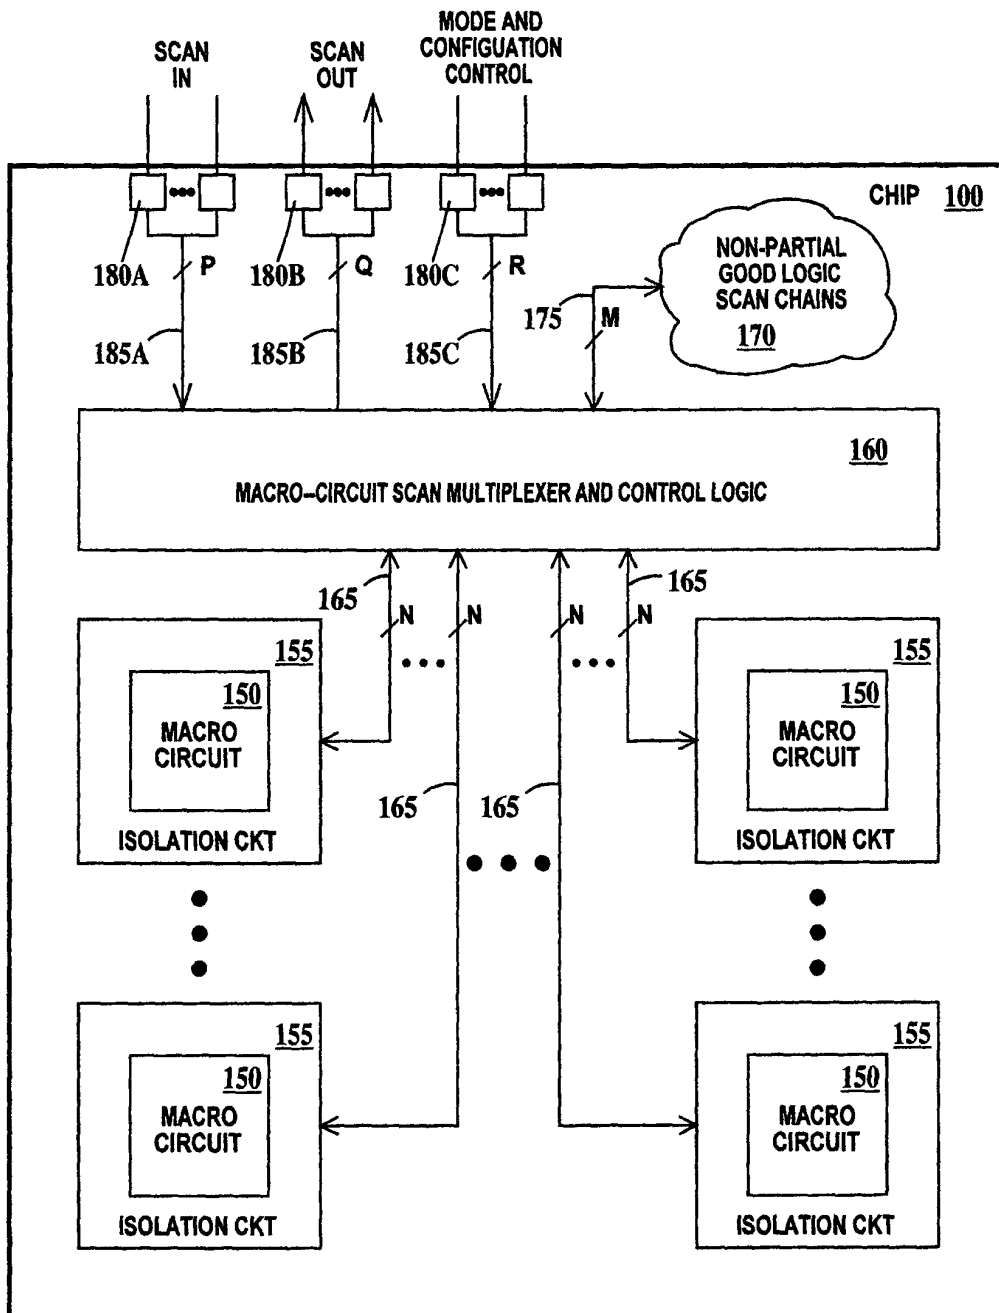 SCAN
IN
SCAN
OUT
MODE AND
CONFIGUATION
CONTROL
CHIP 100
180A
P
180B
Q
180C
R
175
M
NON-PARTIAL
GOOD LOGIC
SCAN CHAINS
170
185A
185B
185C
160
MACRO-CIRCUIT SCAN MULTIPLEXER AND CONTROL LOGIC
165
N
N
N
N
165
155
150
MACRO
CIRCUIT
ISOLATION CKT
165
165
155
150
MACRO
CIRCUIT
ISOLATION CKT
155
150
MACRO
CIRCUIT
ISOLATION CKT
155
150
MACRO
CIRCUIT
ISOLATION CKT